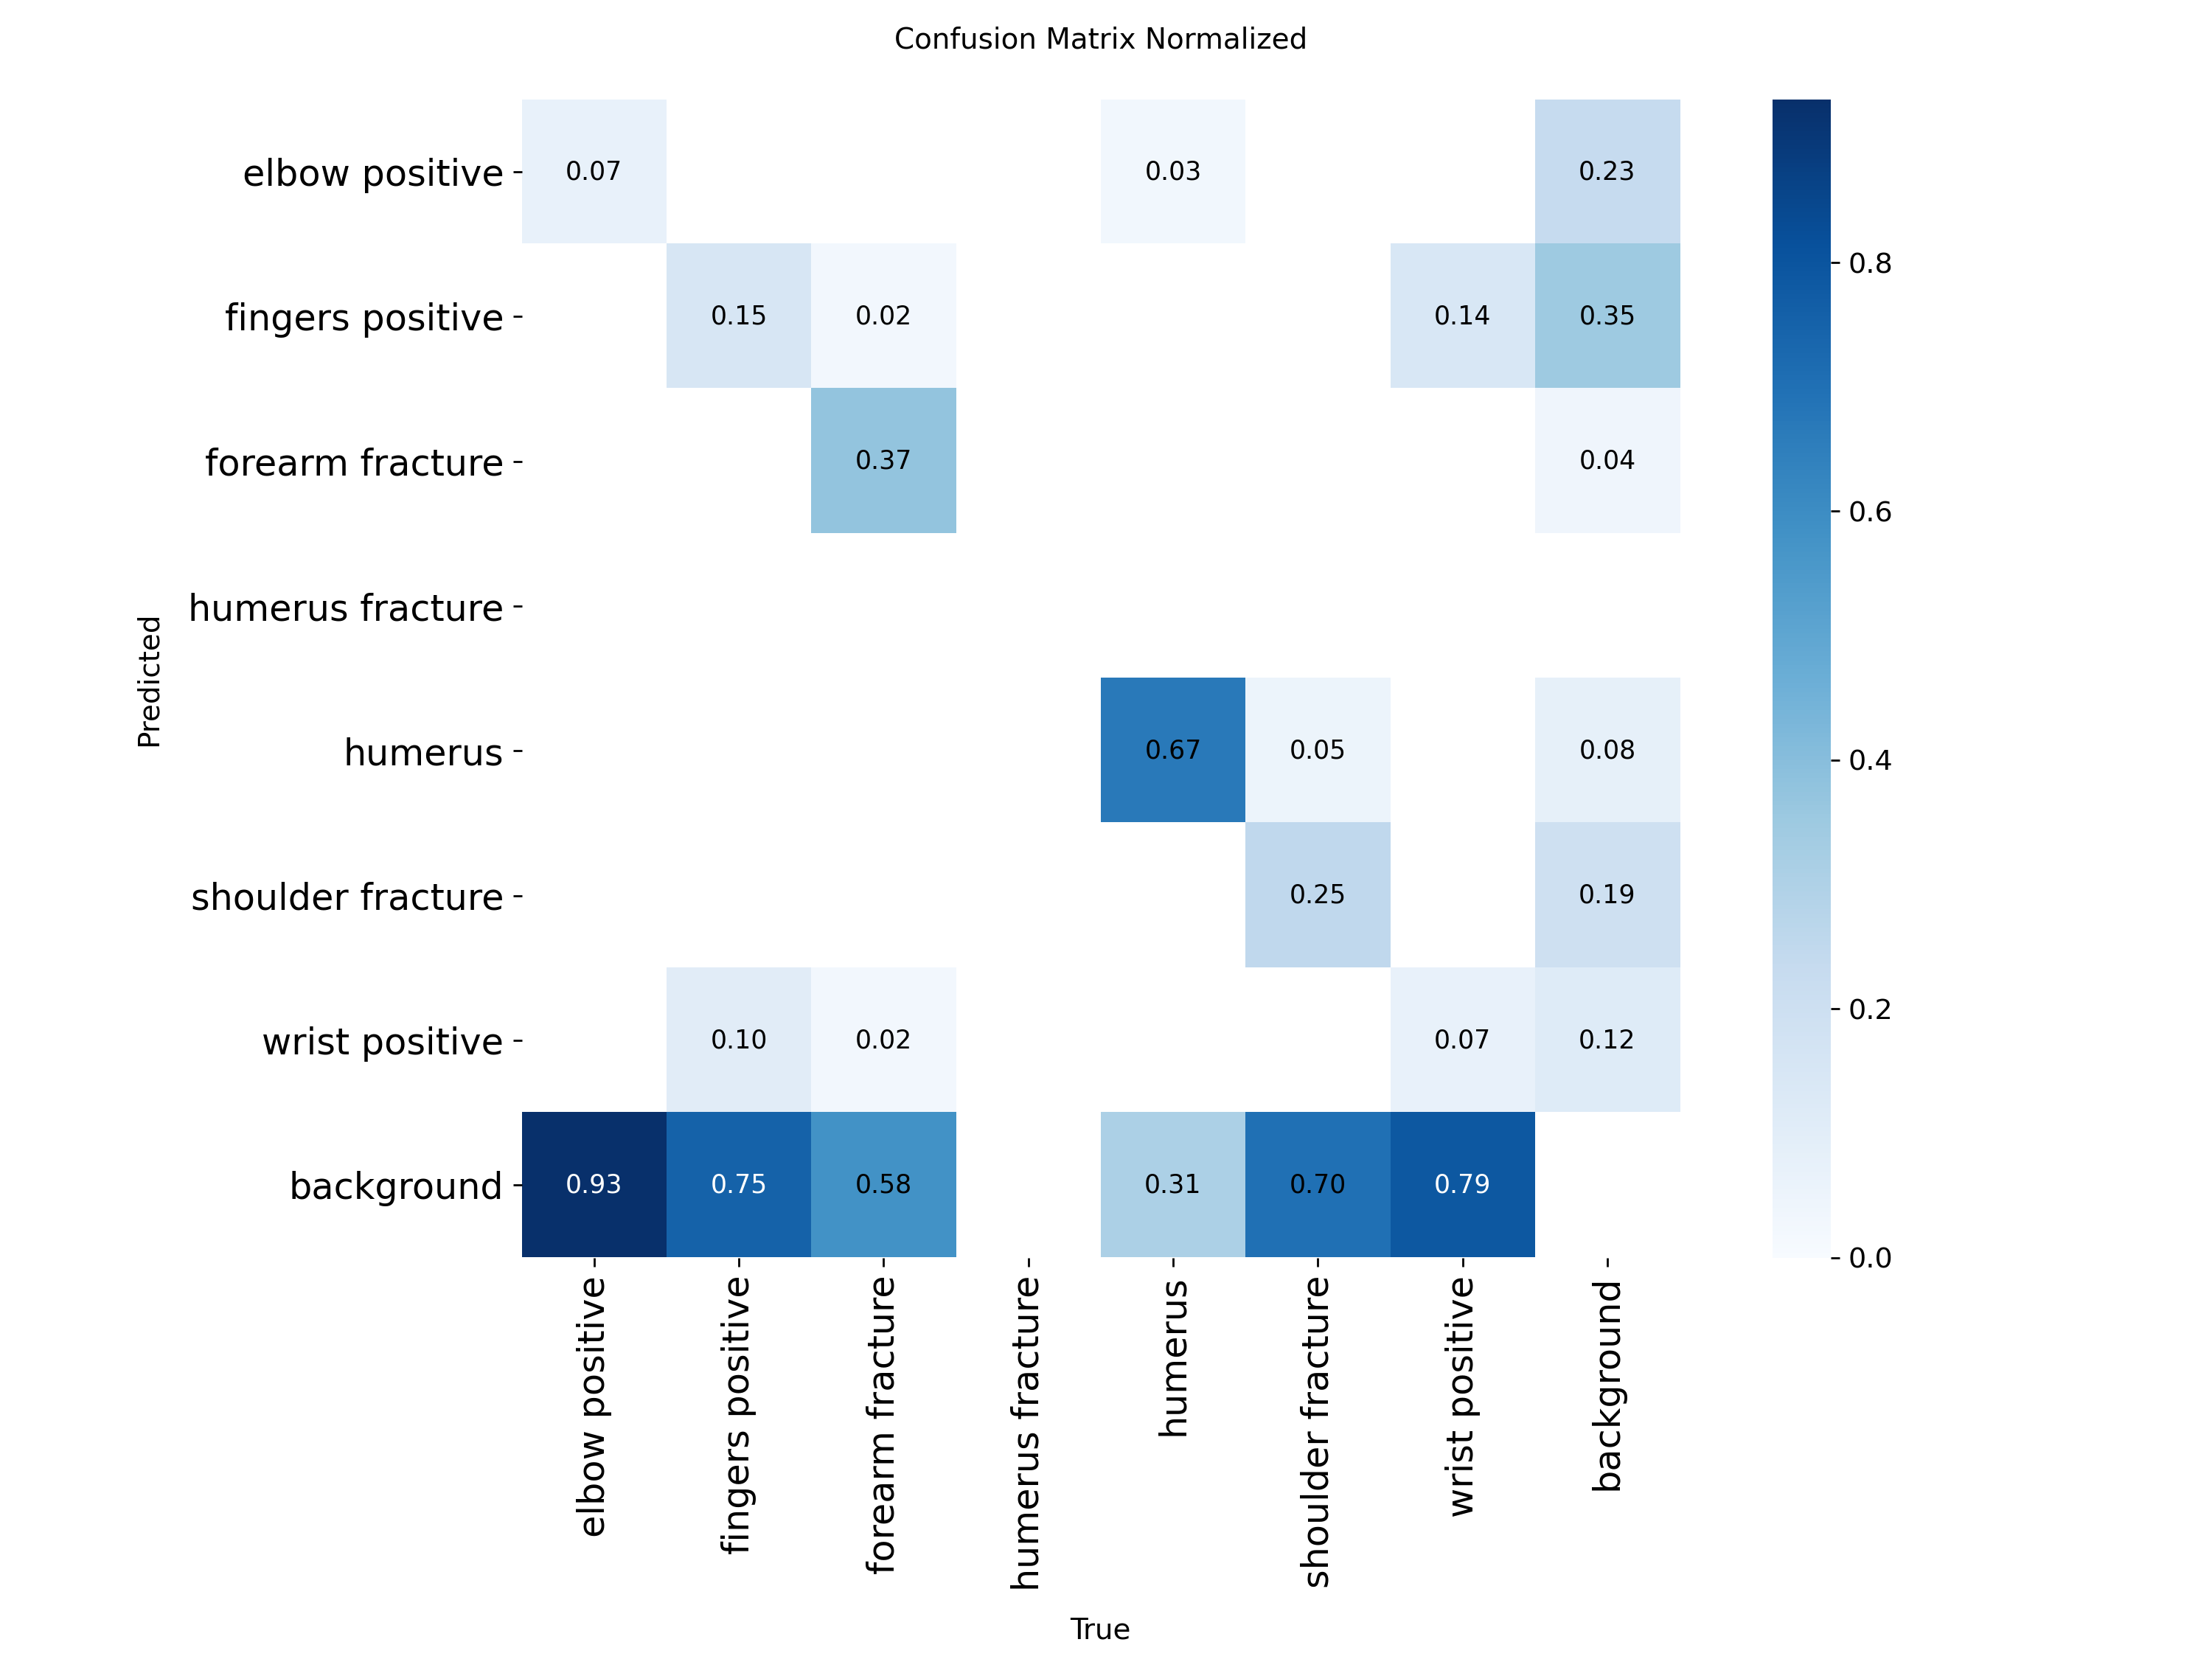 Confusion Matrix Normalized
elbow positive
0.07
0.03
0.23
fingers positive
0.15
0.02
0.14
0.35
forearm fracture
0.37
0.04
humerus fracture
humerus
0.67
0.05
0.08
shoulder fracture
0.25
0.19
wrist positive
0.10
0.02
0.07
0.12
background
0.93
0.75
0.58
0.31
0.70
0.79
Predicted
elbow positive
fingers positive
forearm fracture
humerus fracture
humerus
shoulder fracture
wrist positive
background
True
0.8
0.6
0.4
0.2
0.0